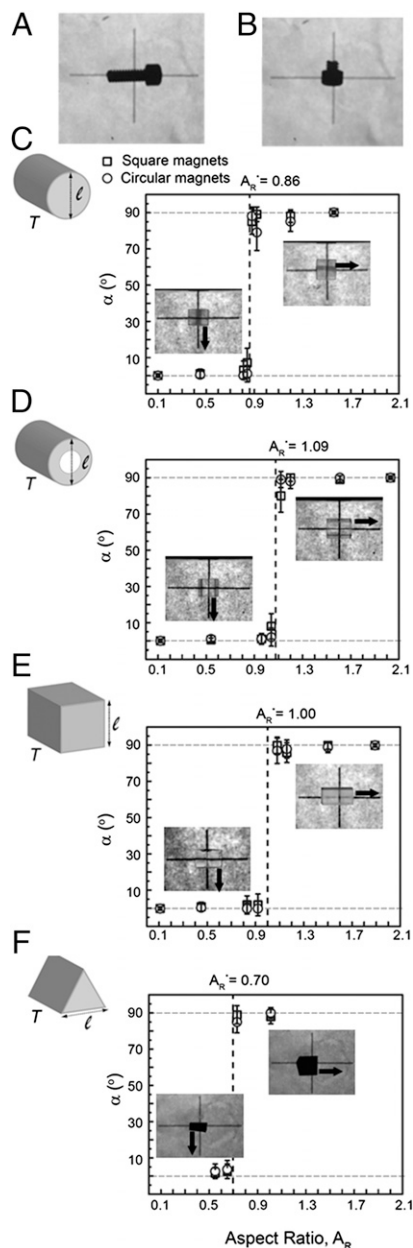 A
B
C
ℓ
T
Square magnets
Circular magnets
A_R* = 0.86
α (°)
90
70
50
30
10
0.1 0.5 0.9 1.3 1.7 2.1
D
ℓ
T
A_R* = 1.09
α (°)
90
70
50
30
10
0.1 0.5 0.9 1.3 1.7 2.1
E
ℓ
T
A_R* = 1.00
α (°)
90
70
50
30
10
0.1 0.5 0.9 1.3 1.7 2.1
F
T
ℓ
A_R* = 0.70
α (°)
90
70
50
30
10
0.1 0.5 0.9 1.3 1.7 2.1
Aspect Ratio, A_R